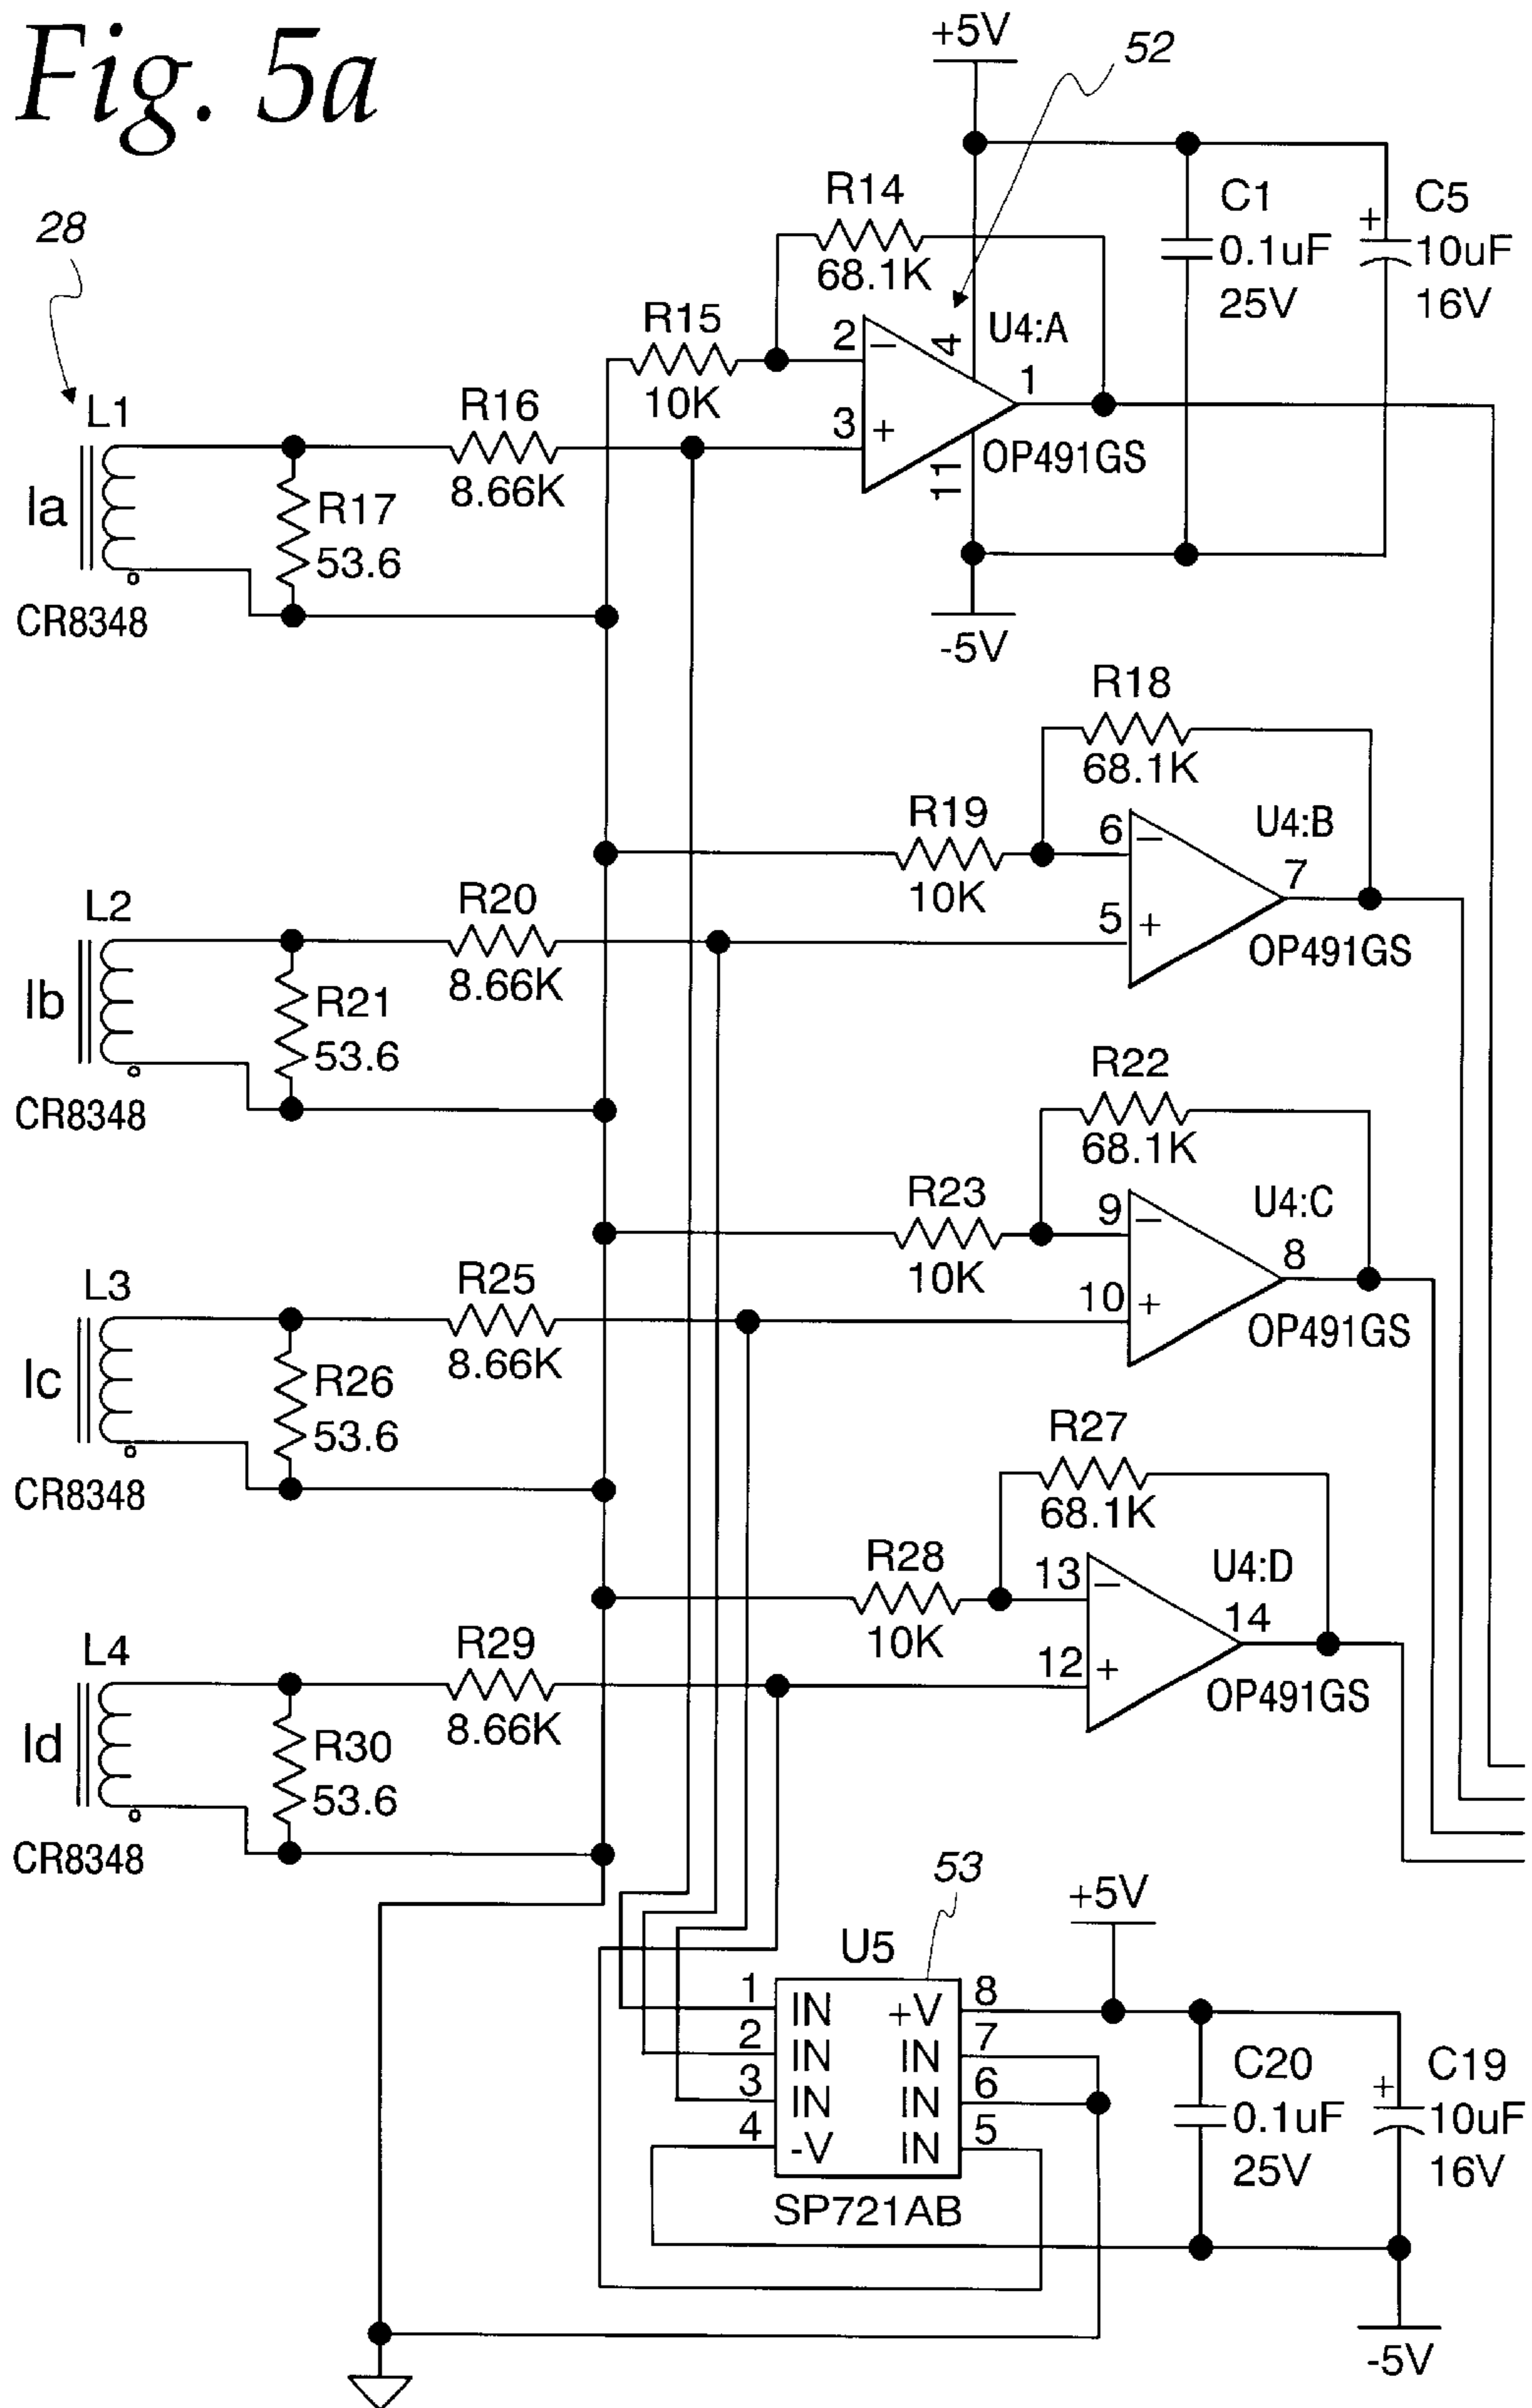 Fig. 5a
+5V
52
28
R14
68.1K
C1
0.1uF
25V
+
C5
10uF
16V
R15
10K
2
−
4
U4:A
1
3
+
11
OP491GS
L1
R16
8.66K
Ia
R17
53.6
CR8348
-5V
R18
68.1K
R19
10K
6
−
U4:B
7
5
+
OP491GS
L2
R20
8.66K
Ib
R21
53.6
CR8348
R22
68.1K
R23
10K
9
−
U4:C
8
10
+
OP491GS
L3
R25
8.66K
Ic
R26
53.6
CR8348
R27
68.1K
R28
10K
13
−
U4:D
14
12
+
OP491GS
L4
R29
8.66K
Id
R30
53.6
CR8348
53
+5V
U5
1 IN +V 8
2 IN IN 7
3 IN IN 6
4 -V IN 5
SP721AB
C20
0.1uF
25V
+
C19
10uF
16V
-5V